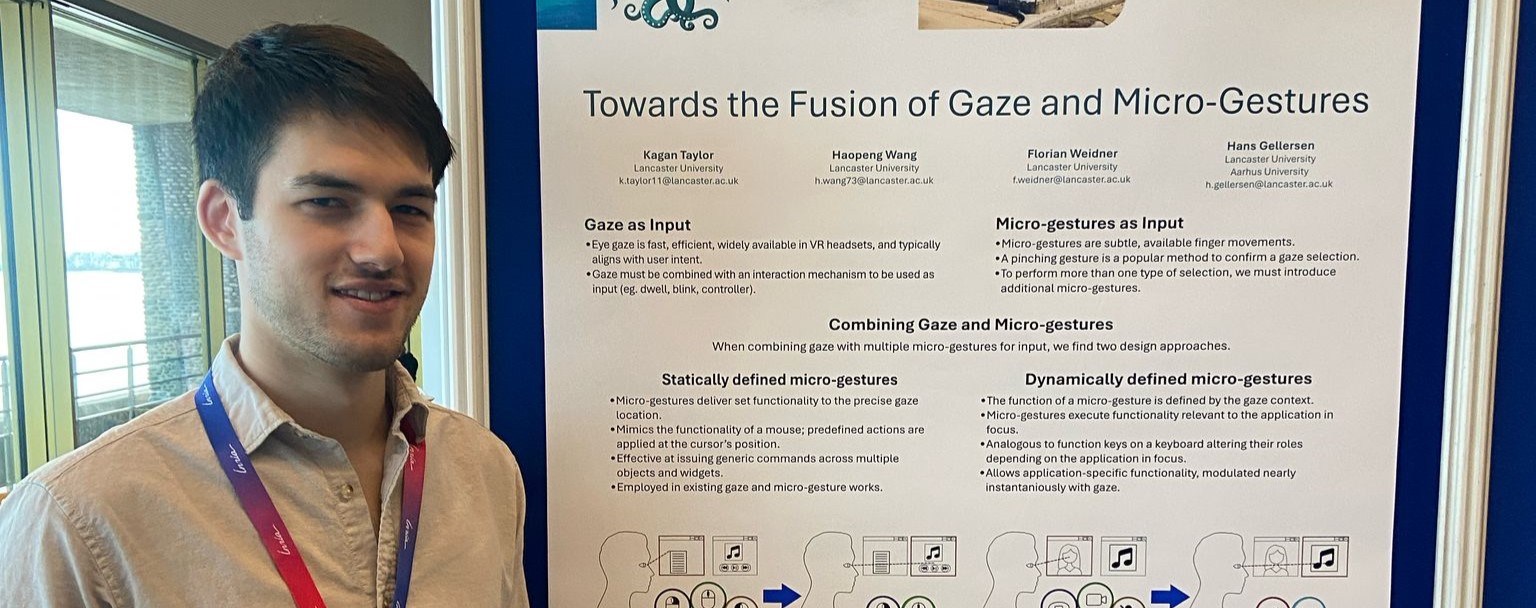 Towards the Fusion of Gaze and Micro-Gestures
Kagan Taylor
Lancaster University
k.taylor11@lancaster.ac.uk
Haopeng Wang
Lancaster University
h.wang73@lancaster.ac.uk
Florian Weidner
Lancaster University
f.weidner@lancaster.ac.uk
Hans Gellersen
Lancaster University
Aarhus University
h.gellersen@lancaster.ac.uk
Gaze as Input
•Eye gaze is fast, efficient, widely available in VR headsets, and typically
aligns with user intent.
•Gaze must be combined with an interaction mechanism to be used as
input (eg. dwell, blink, controller).
Micro-gestures as Input
•Micro-gestures are subtle, available finger movements.
•A pinching gesture is a popular method to confirm a gaze selection.
•To perform more than one type of selection, we must introduce
additional micro-gestures.
Combining Gaze and Micro-gestures
When combining gaze with multiple micro-gestures for input, we find two design approaches.
Statically defined micro-gestures
•Micro-gestures deliver set functionality to the precise gaze
location.
•Mimics the functionality of a mouse; predefined actions are
applied at the cursor's position.
•Effective at issuing generic commands across multiple
objects and widgets.
•Employed in existing gaze and micro-gesture works.
Dynamically defined micro-gestures
•The function of a micro-gesture is defined by the gaze context.
•Micro-gestures execute functionality relevant to the application in
focus.
•Analogous to function keys on a keyboard altering their roles
depending on the application in focus.
•Allows application-specific functionality, modulated nearly
instantaniously with gaze.
Inria
Inria
Inria
Inria